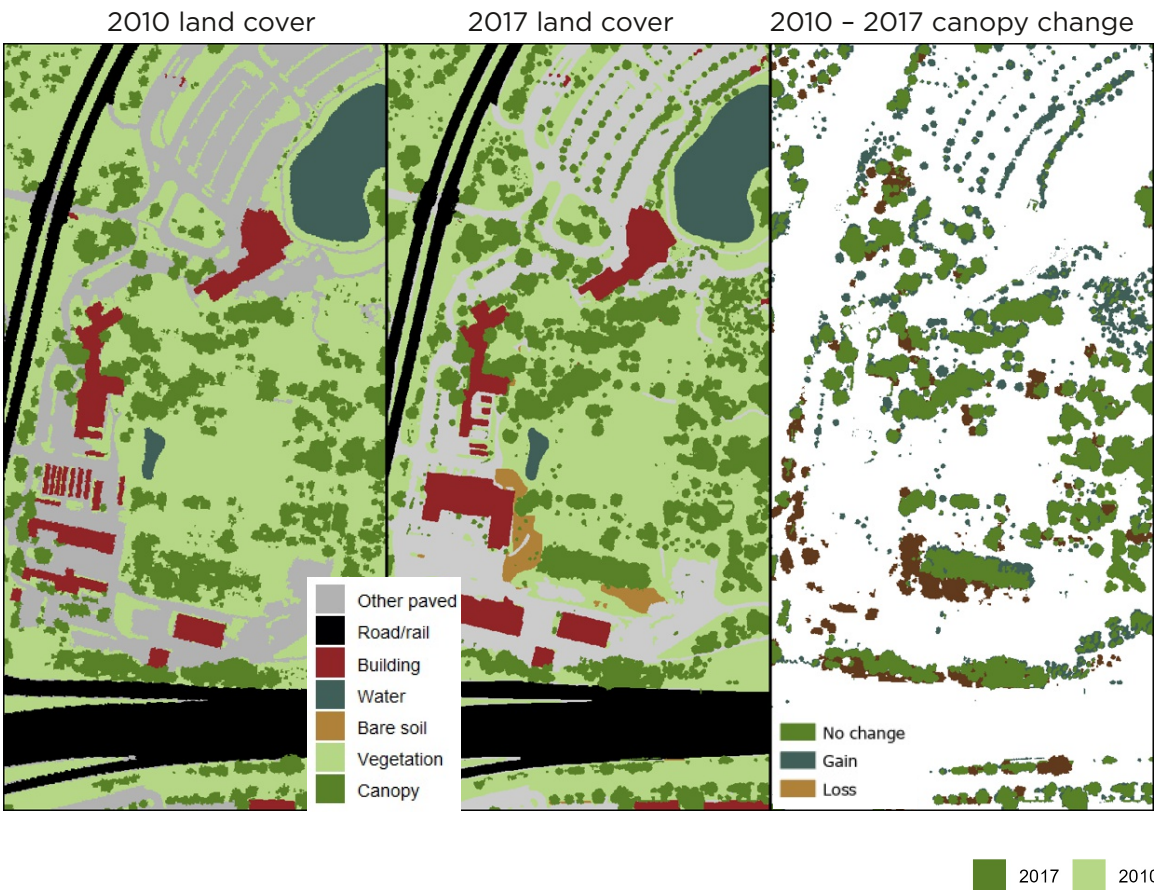 2010 land cover
2017 land cover
2010 – 2017 canopy change
Other paved
Road/rail
Building
Water
Bare soil
Vegetation
Canopy
No change
Gain
Loss
2017
2010